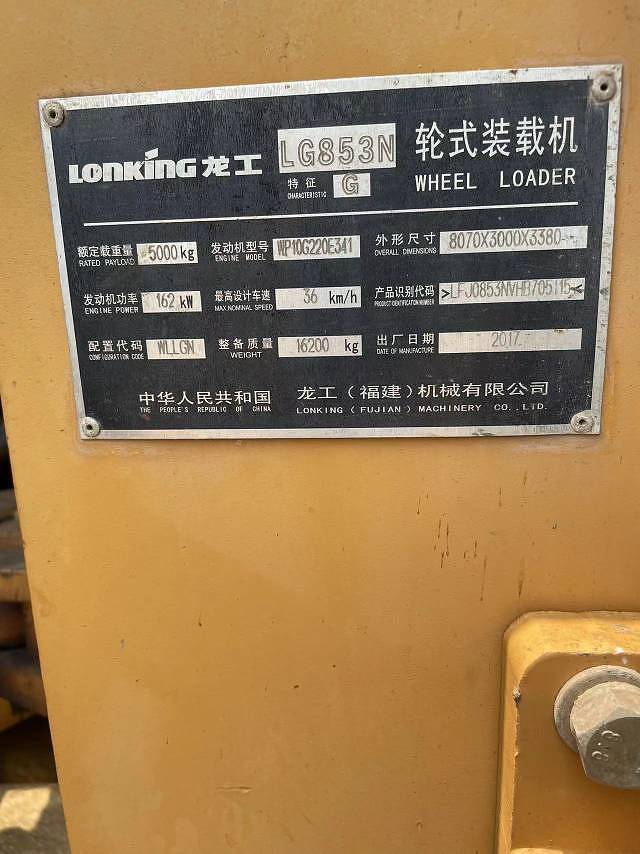 LONKING 龙工 LG853N 轮式装载机
特征 G
CHARACTERISTIC
WHEEL LOADER
额定载重量 5000 kg 发动机型号 WP10G220E341 外形尺寸 8070X3000X3380
RATED PAYLOAD ENGINE MODEL OVERALL DIMENSIONS
发动机功率 162 kW 最高设计车速 36 km/h 产品识别代码
ENGINE POWER MAX.NOMINAL SPEED PRODUCT IDENTIFICATION NUMBER
配置代码 WLLGN 整备质量 16200 kg 出厂日期 2017.
CONFIGURATION CODE WEIGHT DATE OF MANUFACTURE
中华人民共和国 龙工（福建）机械有限公司
THE PEOPLE'S REPUBLIC OF CHINA LONKING (FUJIAN) MACHINERY CO., LTD.
8.8